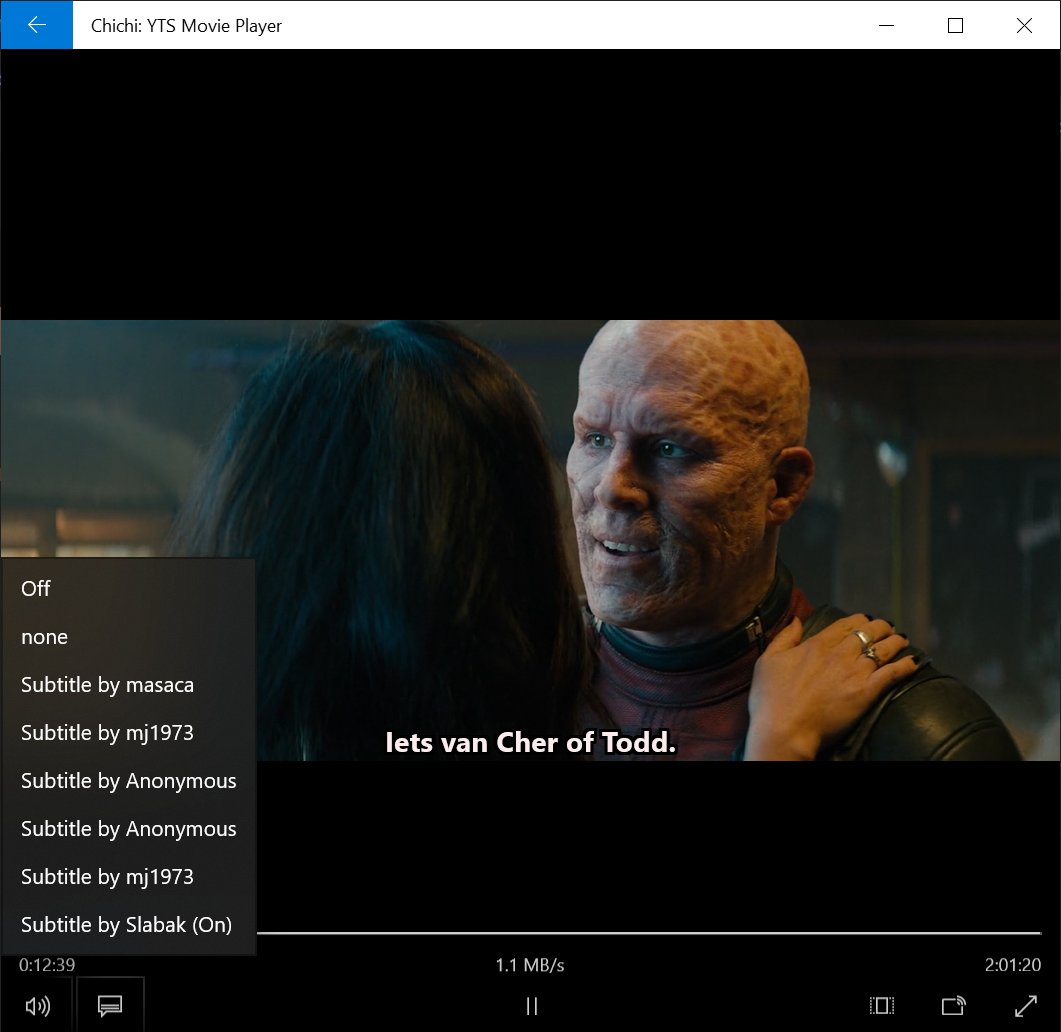 Chichi: YTS Movie Player
Iets van Cher of Todd.
Off
none
Subtitle by masaca
Subtitle by mj1973
Subtitle by Anonymous
Subtitle by Anonymous
Subtitle by mj1973
Subtitle by Slabak (On)
0:12:39 1.1 MB/s 2:01:20